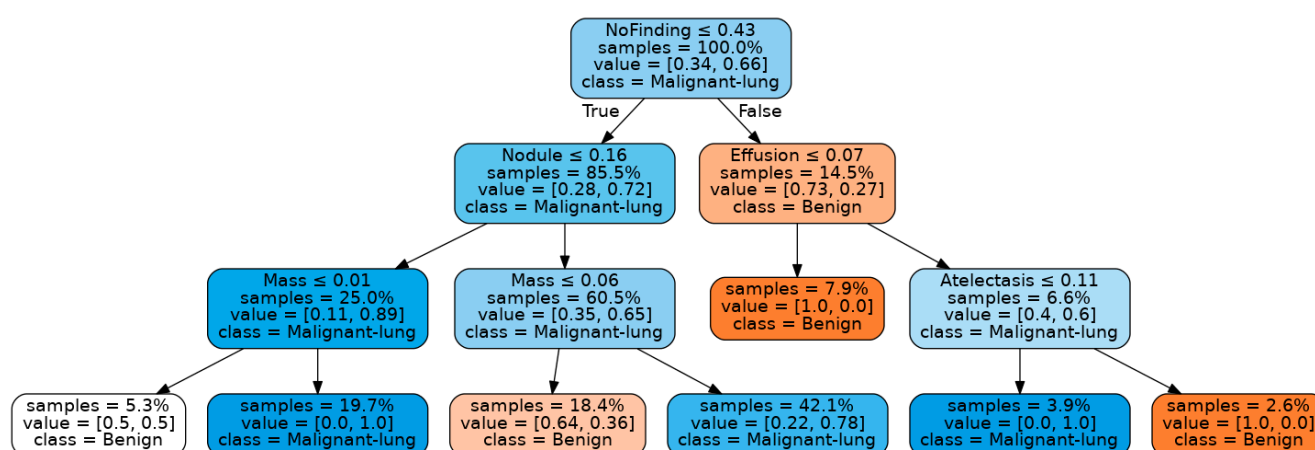 NoFinding ≤ 0.43
samples = 100.0%
value = [0.34, 0.66]
class = Malignant-lung
True
False
Nodule ≤ 0.16
samples = 85.5%
value = [0.28, 0.72]
class = Malignant-lung
Effusion ≤ 0.07
samples = 14.5%
value = [0.73, 0.27]
class = Benign
Mass ≤ 0.01
samples = 25.0%
value = [0.11, 0.89]
class = Malignant-lung
Mass ≤ 0.06
samples = 60.5%
value = [0.35, 0.65]
class = Malignant-lung
samples = 7.9%
value = [1.0, 0.0]
class = Benign
Atelectasis ≤ 0.11
samples = 6.6%
value = [0.4, 0.6]
class = Malignant-lung
samples = 5.3%
value = [0.5, 0.5]
class = Benign
samples = 19.7%
value = [0.0, 1.0]
class = Malignant-lung
samples = 18.4%
value = [0.64, 0.36]
class = Benign
samples = 42.1%
value = [0.22, 0.78]
class = Malignant-lung
samples = 3.9%
value = [0.0, 1.0]
class = Malignant-lung
samples = 2.6%
value = [1.0, 0.0]
class = Benign